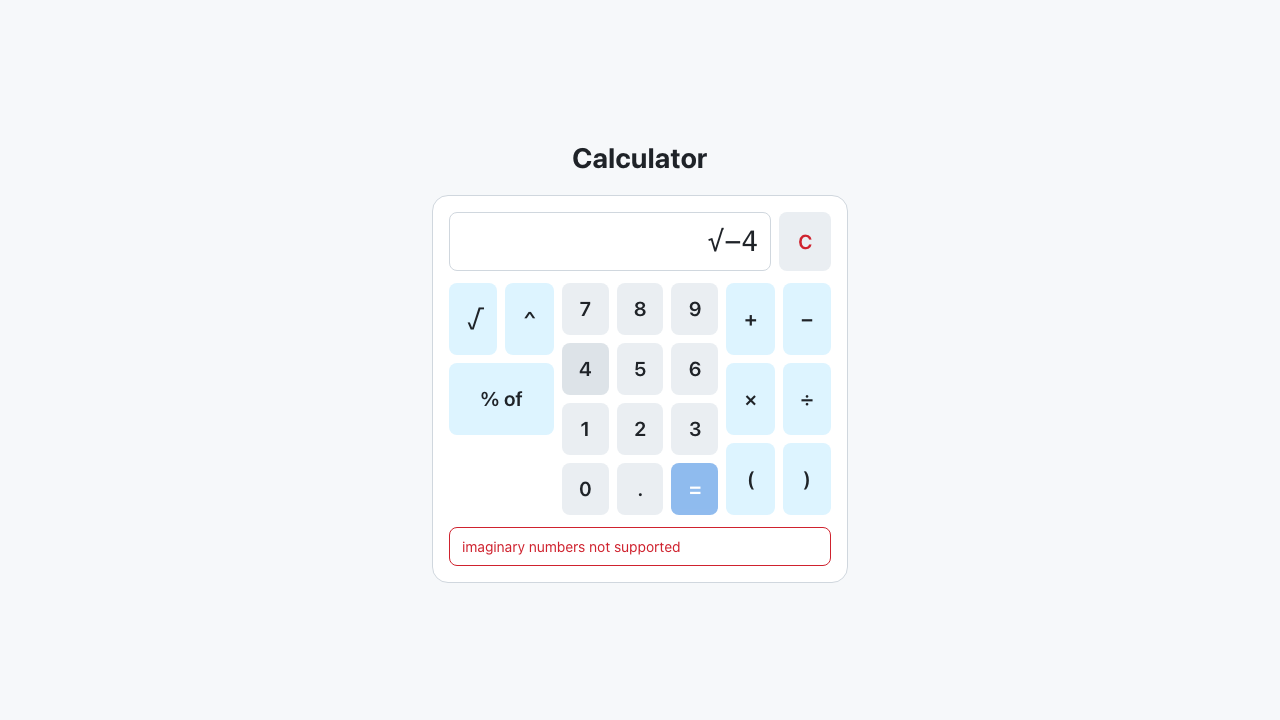 Calculator
√−4
C
√ ^ 7 8 9 + −
% of 4 5 6 × ÷
1 2 3 ( )
0 . =
imaginary numbers not supported